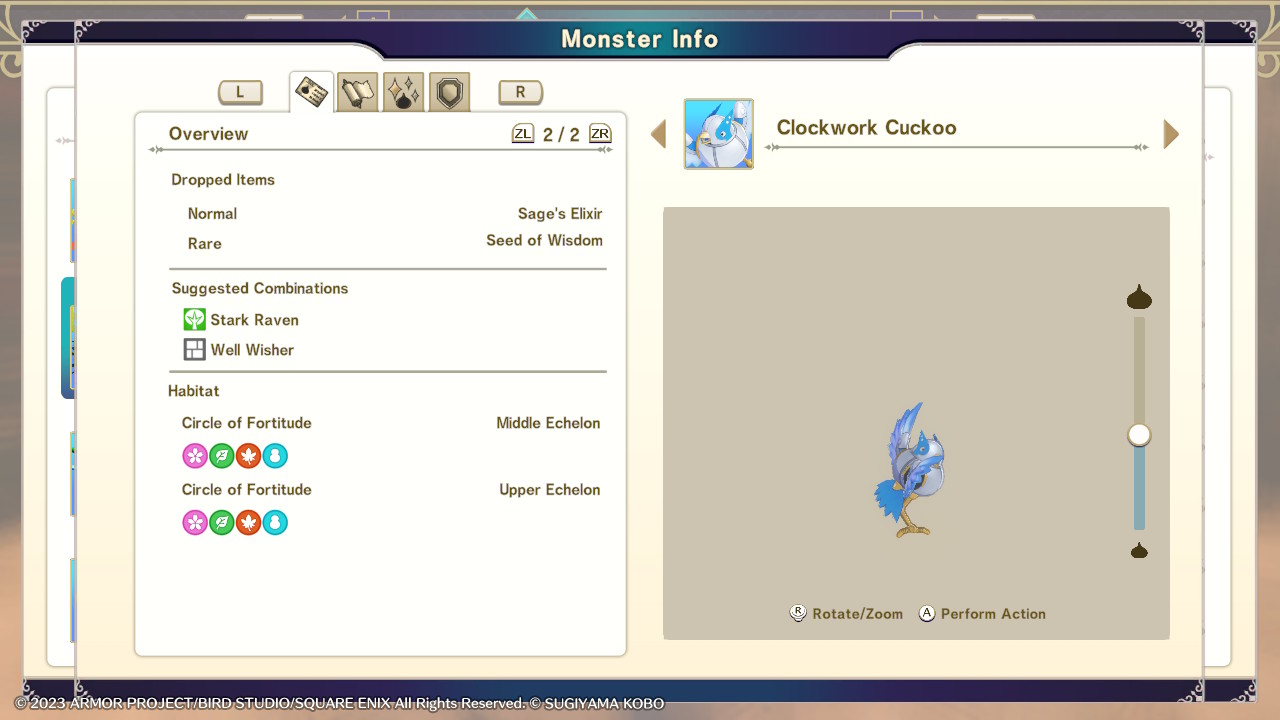 Monster Info
L
R
Overview
ZL 2 / 2 ZR
Dropped Items
Normal Sage's Elixir
Rare Seed of Wisdom
Suggested Combinations
Stark Raven
Well Wisher
Habitat
Circle of Fortitude Middle Echelon
Circle of Fortitude Upper Echelon
Clockwork Cuckoo
R Rotate/Zoom A Perform Action
© 2023 ARMOR PROJECT/BIRD STUDIO/SQUARE ENIX All Rights Reserved. © SUGIYAMA KOBO